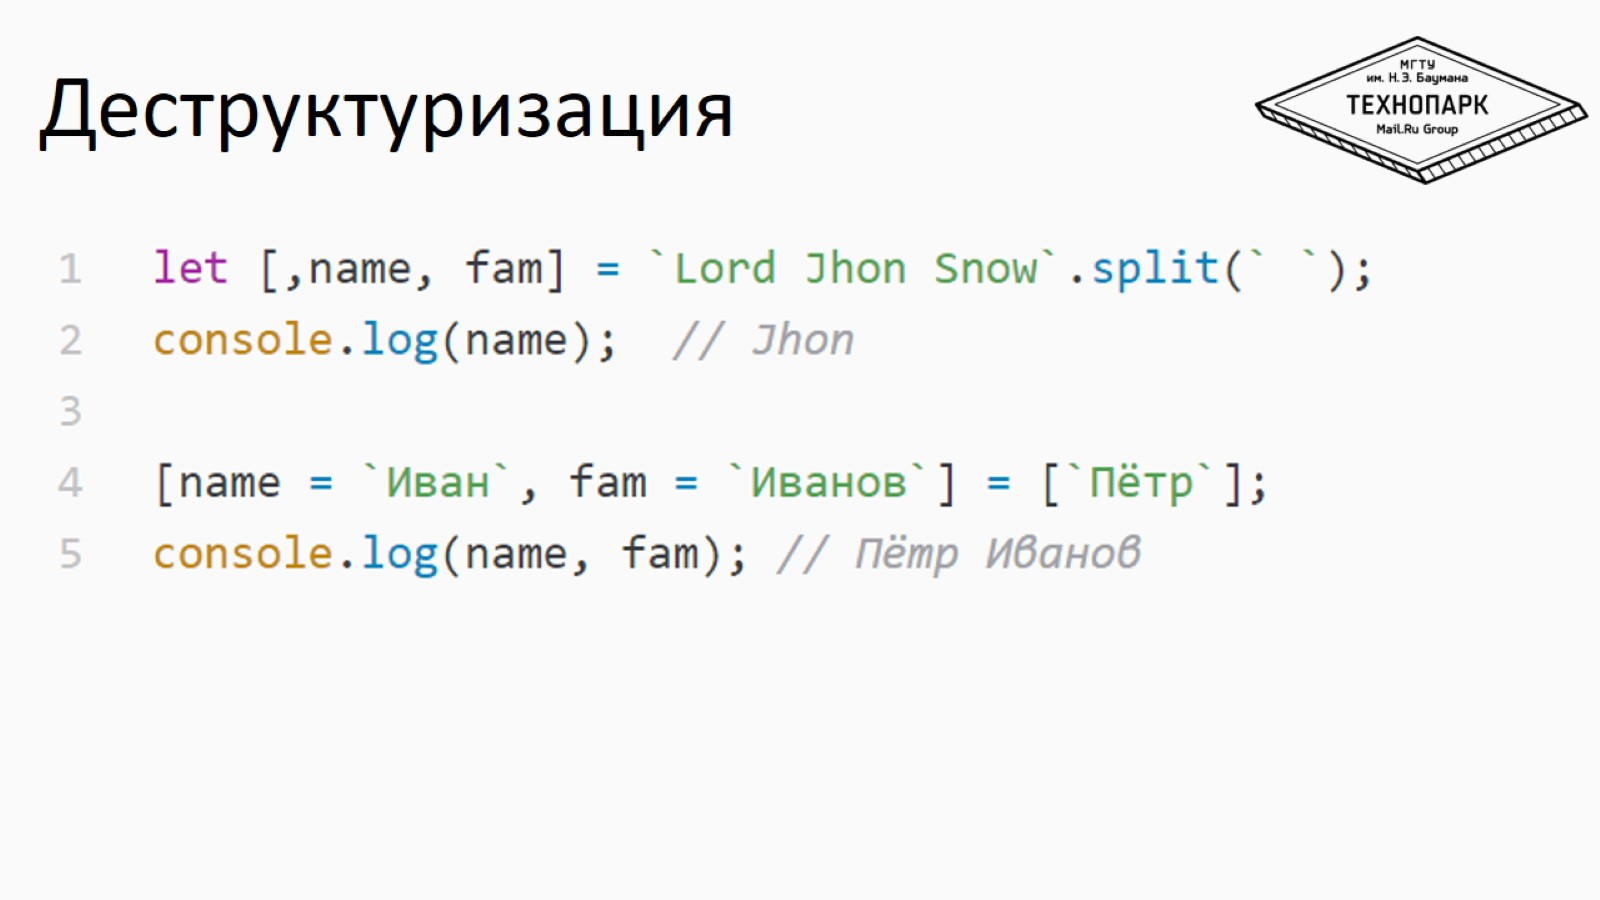 Деструктуризация
МГТУ
им. Н.Э. Баумана
ТЕХНОПАРК
Mail.Ru Group
1 let [,name, fam] = `Lord Jhon Snow`.split(` `);
2 console.log(name);  // Jhon
3
4 [name = `Иван`, fam = `Иванов`] = [`Пётр`];
5 console.log(name, fam); // Пётр Иванов